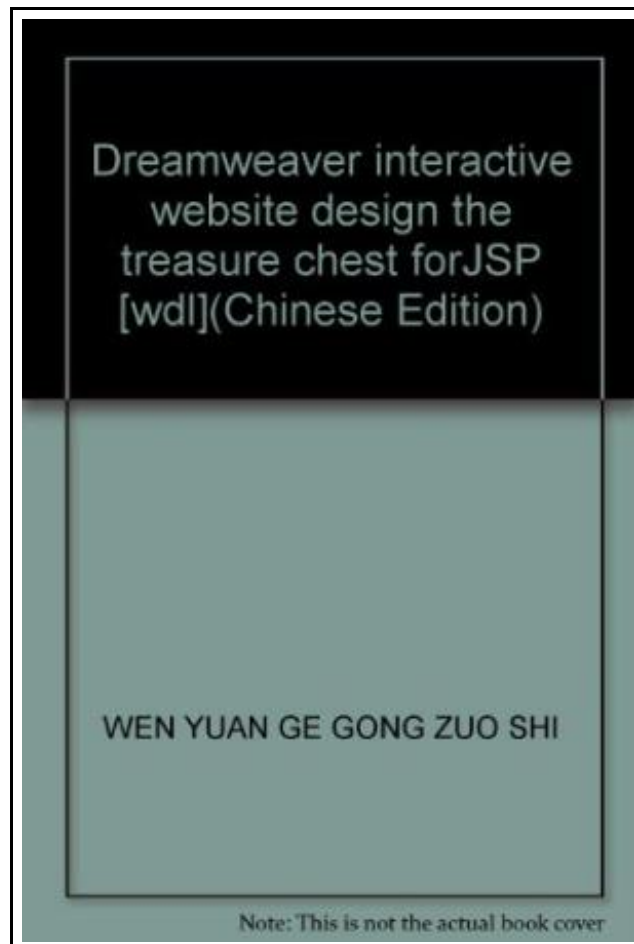 Dreamweaver interactive
website design the
treasure chest forJSP
[wdl](Chinese Edition)
WEN YUAN GE GONG ZUO SHI
Note: This is not the actual book cover